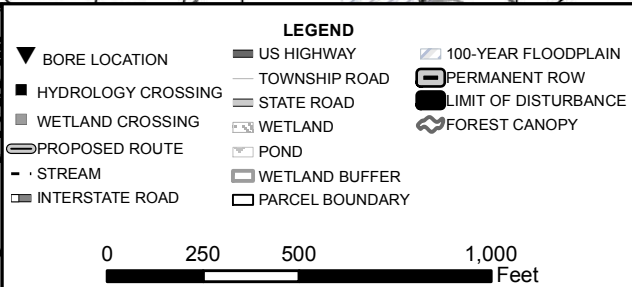 LEGEND
BORE LOCATION
HYDROLOGY CROSSING
WETLAND CROSSING
PROPOSED ROUTE
STREAM
INTERSTATE ROAD
US HIGHWAY
TOWNSHIP ROAD
STATE ROAD
WETLAND
POND
WETLAND BUFFER
PARCEL BOUNDARY
100-YEAR FLOODPLAIN
PERMANENT ROW
LIMIT OF DISTURBANCE
FOREST CANOPY
0 250 500 1,000
Feet